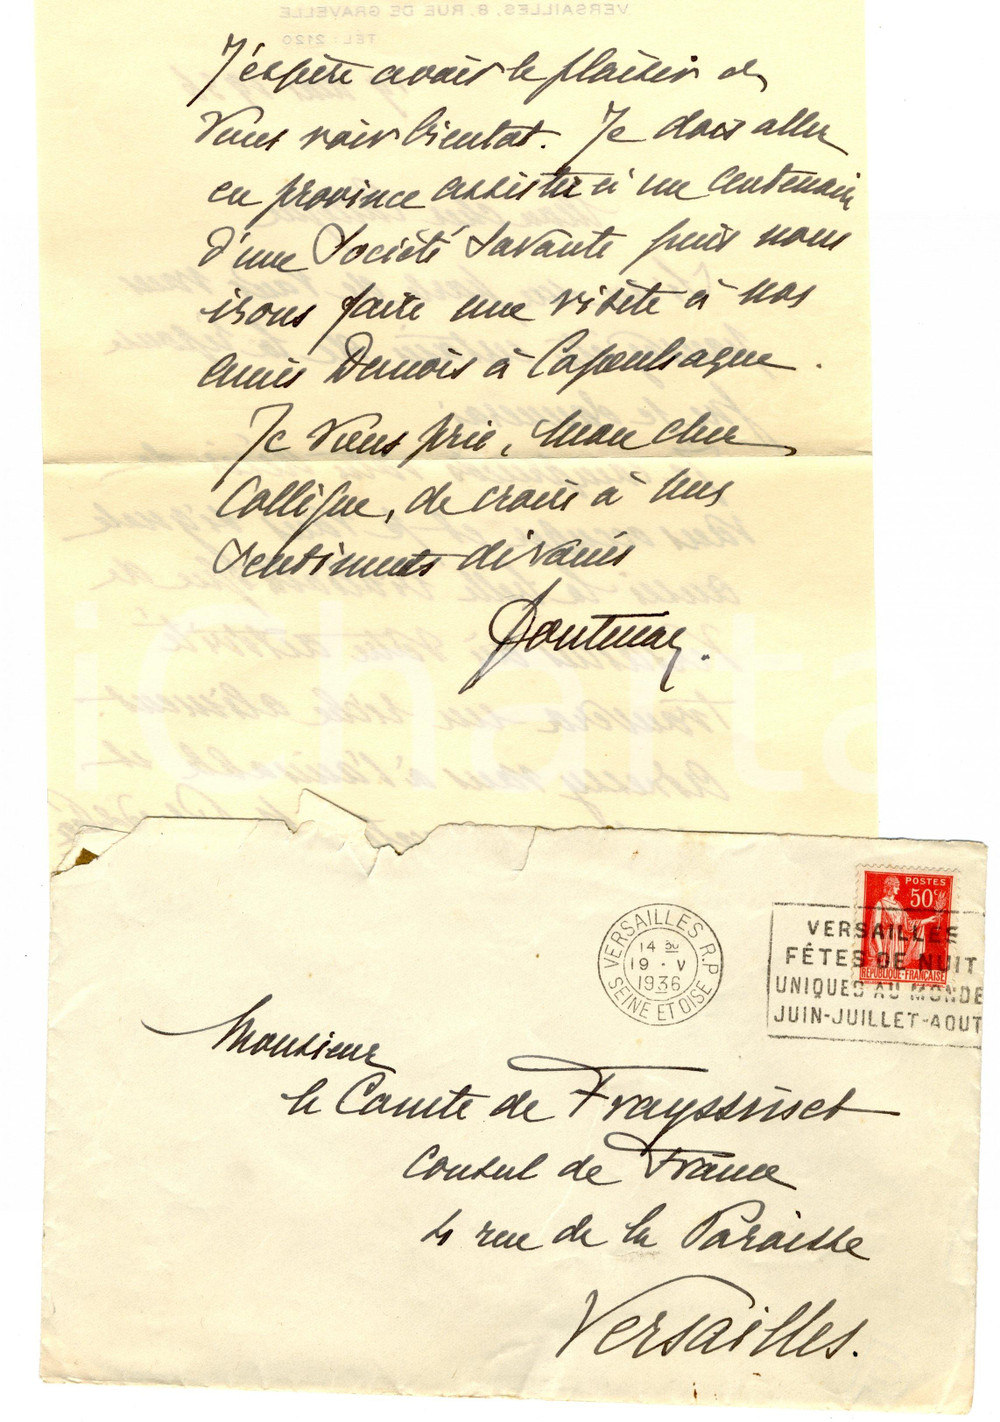 VERSAILLES. 8, RUE DE GRAVELLE
TEL: 2120
J'espère avoir le plaisir de
vous voir bientot. Je dois aller
en province assister à un Centenaire
d'une Société Savante puis nous
irons faire une visite à nos
amis Danois à Copenhague.
Je vous prie, mon cher
Collègue, de croire à mes
sentiments dévoués
Fontenay.
iCharta
VERSAILLES R.P.
14 30
19 - V
1936
SEINE ET OISE
POSTES
50c
REPUBLIQUE-FRANCAISE
VERSAILLES
FÊTES DE NUIT
UNIQUES AU MONDE
JUIN-JUILLET-AOUT
Monsieur
le Comte de Frayssinet
Consul de France
4 rue de la Paroisse
Versailles.